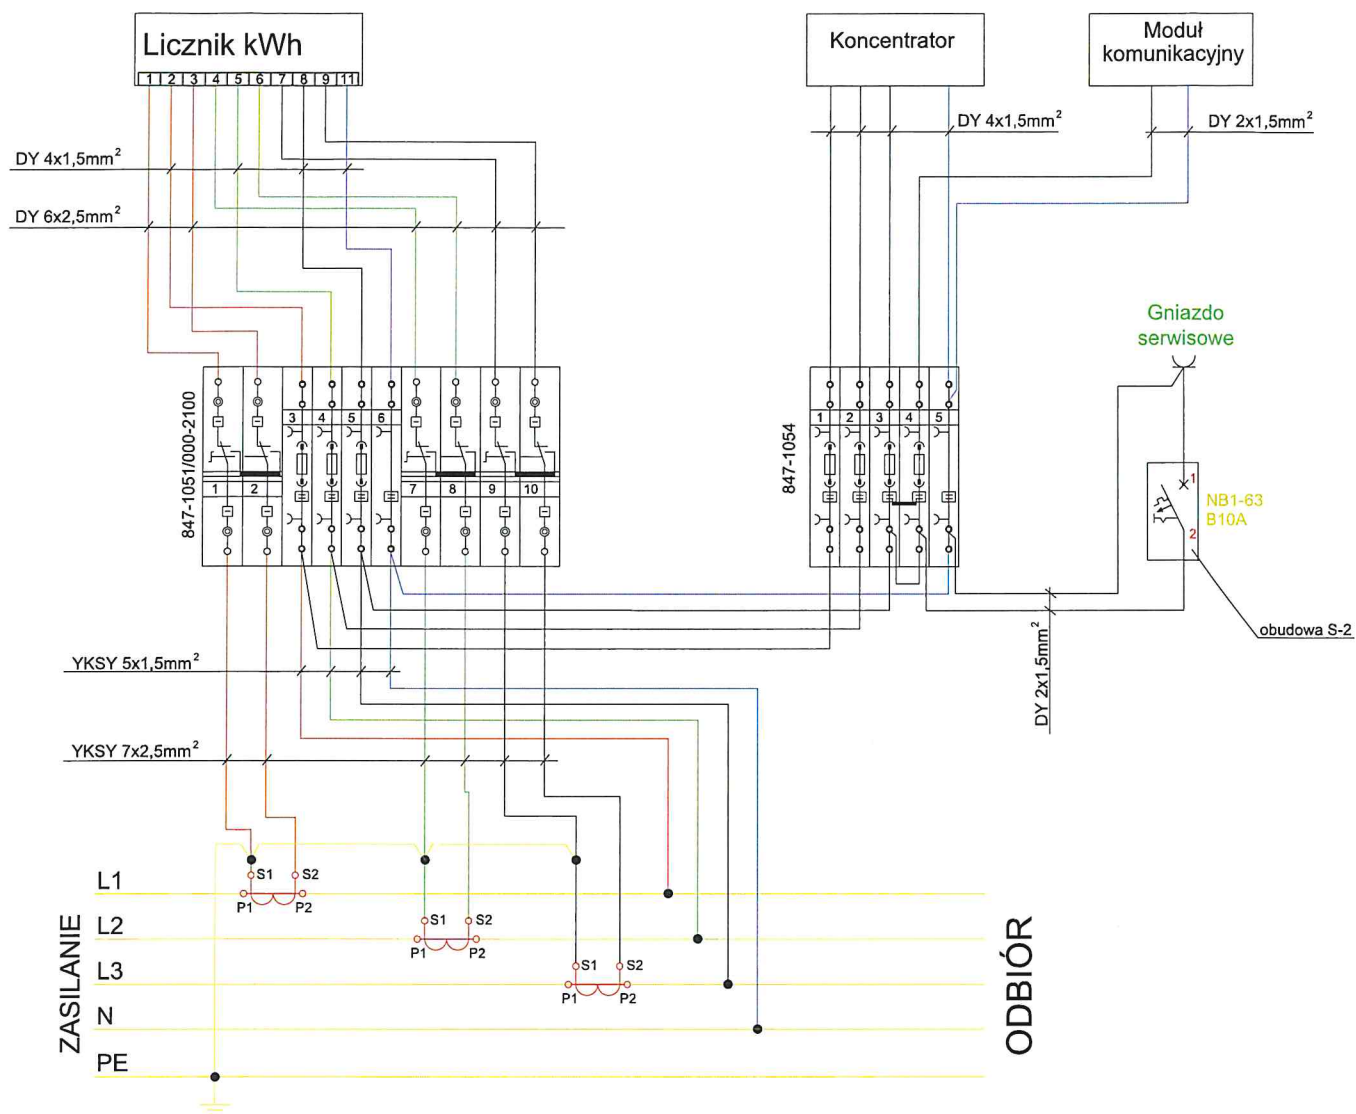 Licznik kWh
1 2 3 4 5 6 7 8 9 11
Koncentrator
Moduł
komunikacyjny
DY 4x1,5mm²
DY 2x1,5mm²
DY 4x1,5mm²
DY 6x2,5mm²
Gniazdo
serwisowe
847-1051/000-2100
3 4 5 6
1 2 7 8 9 10
847-1054
1 2 3 4 5
1
NB1-63
B10A
2
obudowa S-2
DY 2x1,5mm²
YKSY 5x1,5mm²
YKSY 7x2,5mm²
ZASILANIE
L1
S1 S2
P1 P2
L2
S1 S2
P1 P2
L3
S1 S2
P1 P2
N
PE
ODBIÓR